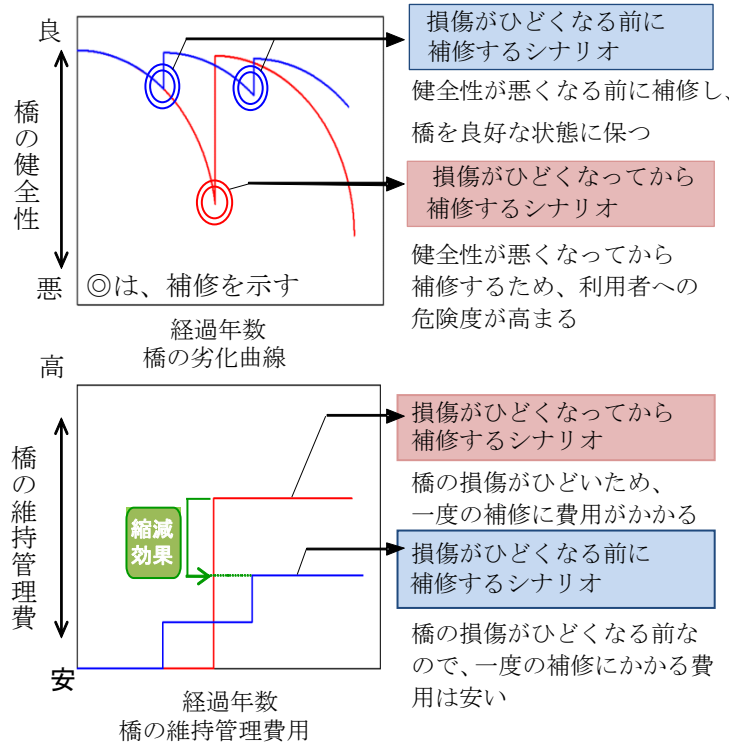 良
橋の健全性
悪
◎は、補修を示す
経過年数
橋の劣化曲線
損傷がひどくなる前に
補修するシナリオ
健全性が悪くなる前に補修し、
橋を良好な状態に保つ
損傷がひどくなってから
補修するシナリオ
健全性が悪くなってから
補修するため、利用者への
危険度が高まる
高
橋の維持管理費
安
縮減
効果
経過年数
橋の維持管理費用
損傷がひどくなってから
補修するシナリオ
橋の損傷がひどいため、
一度の補修に費用がかかる
損傷がひどくなる前に
補修するシナリオ
橋の損傷がひどくなる前な
ので、一度の補修にかかる費
用は安い